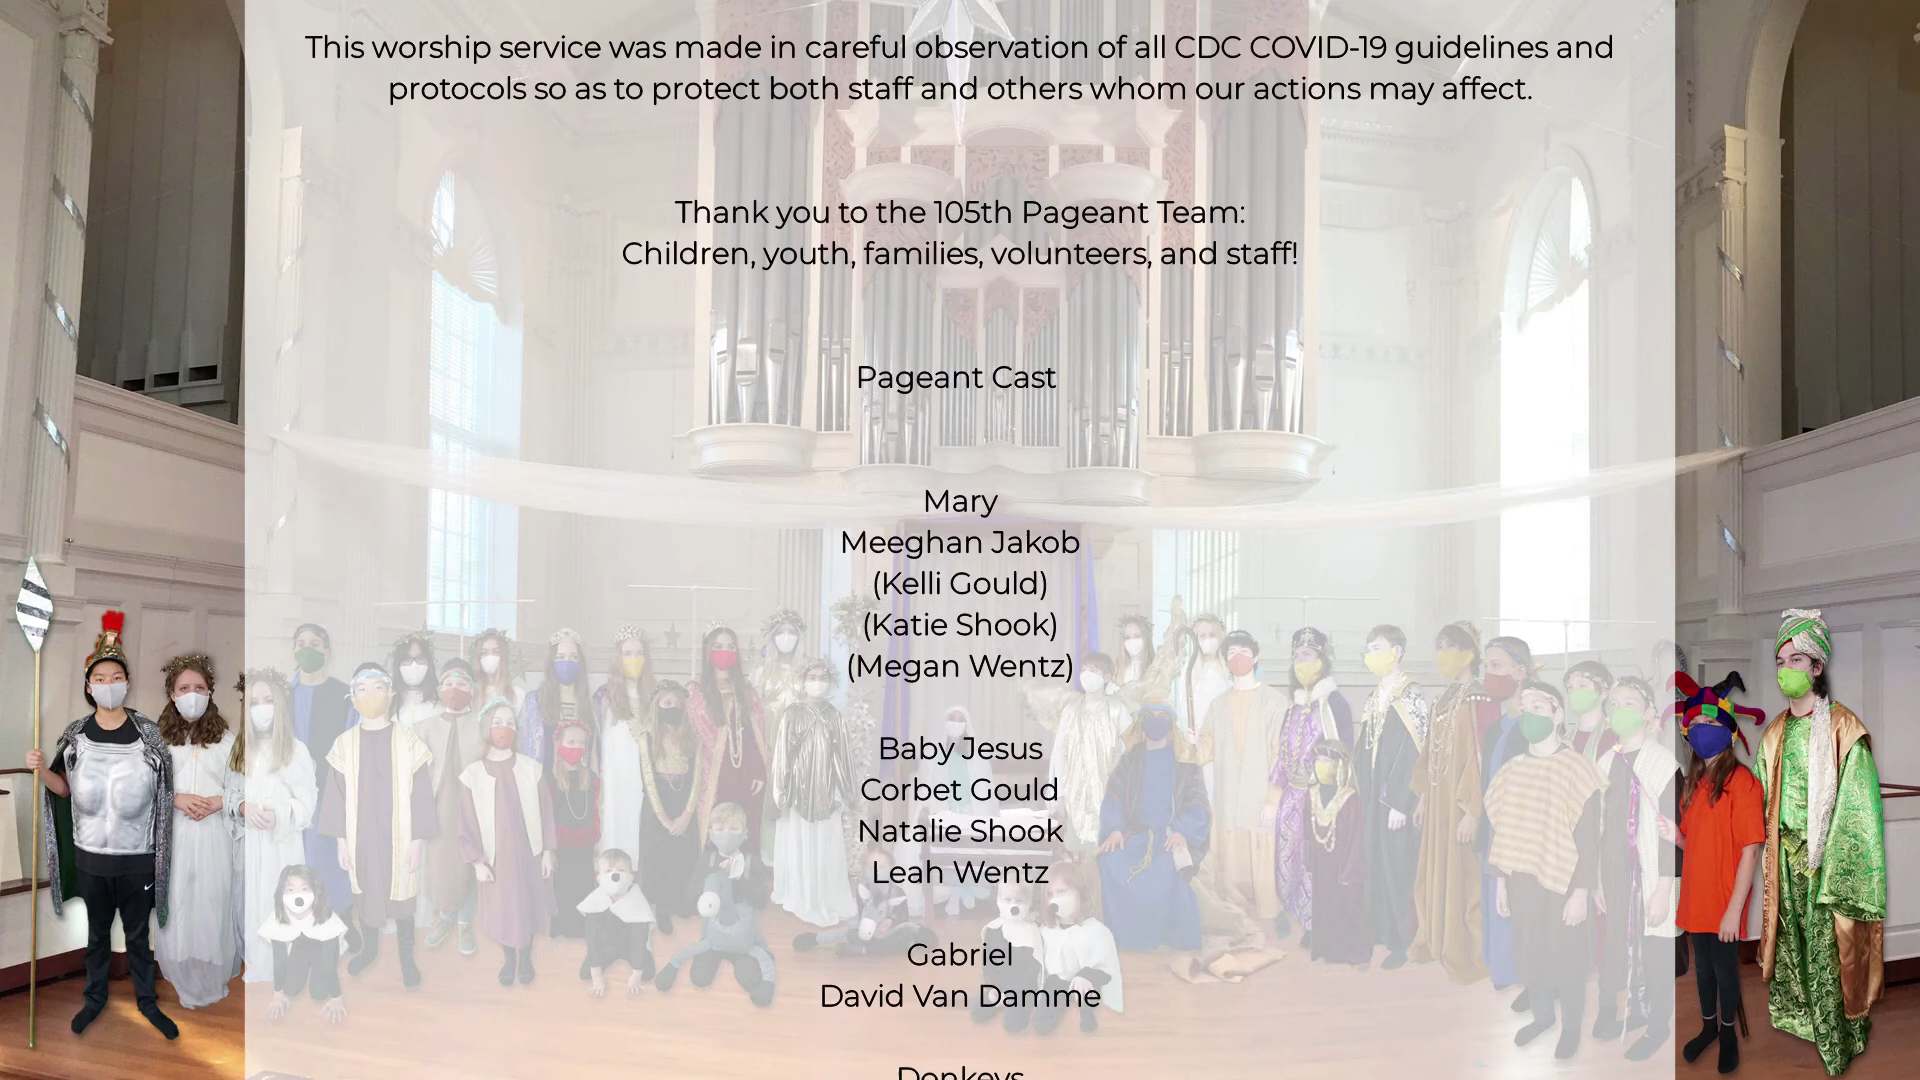 This worship service was made in careful observation of all CDC COVID-19 guidelines and
protocols so as to protect both staff and others whom our actions may affect.
Thank you to the 105th Pageant Team:
Children, youth, families, volunteers, and staff!
Pageant Cast
Mary
Meeghan Jakob
(Kelli Gould)
(Katie Shook)
(Megan Wentz)
Baby Jesus
Corbet Gould
Natalie Shook
Leah Wentz
Gabriel
David Van Damme
Donkeys